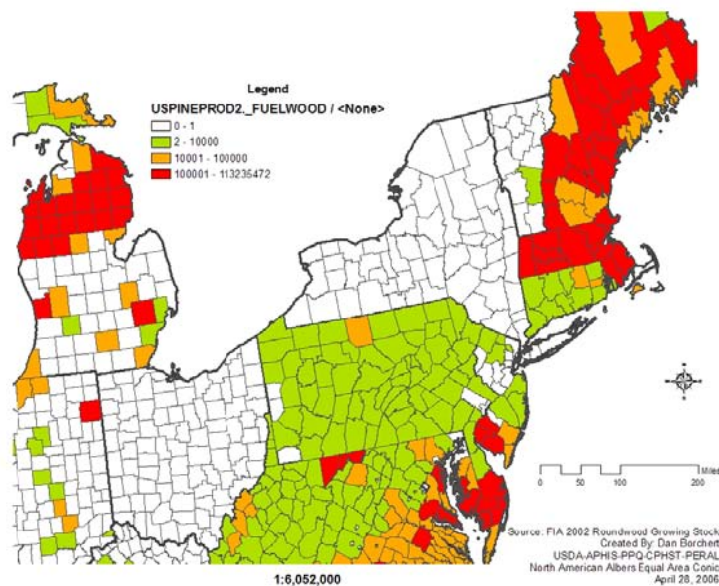 Legend
USPINEPROD2._FUELWOOD / <None>
0 - 1
2 - 10000
10001 - 100000
100001 - 113235472
Miles
0 25 50 100 200
Source: FIA 2002 Roundwood Growing Stock
Created By: Dan Borchert
USDA-APHIS-PPQ-CPHST-PERAL
North American Albers Equal Area Conic
April 28, 2006
1:6,052,000